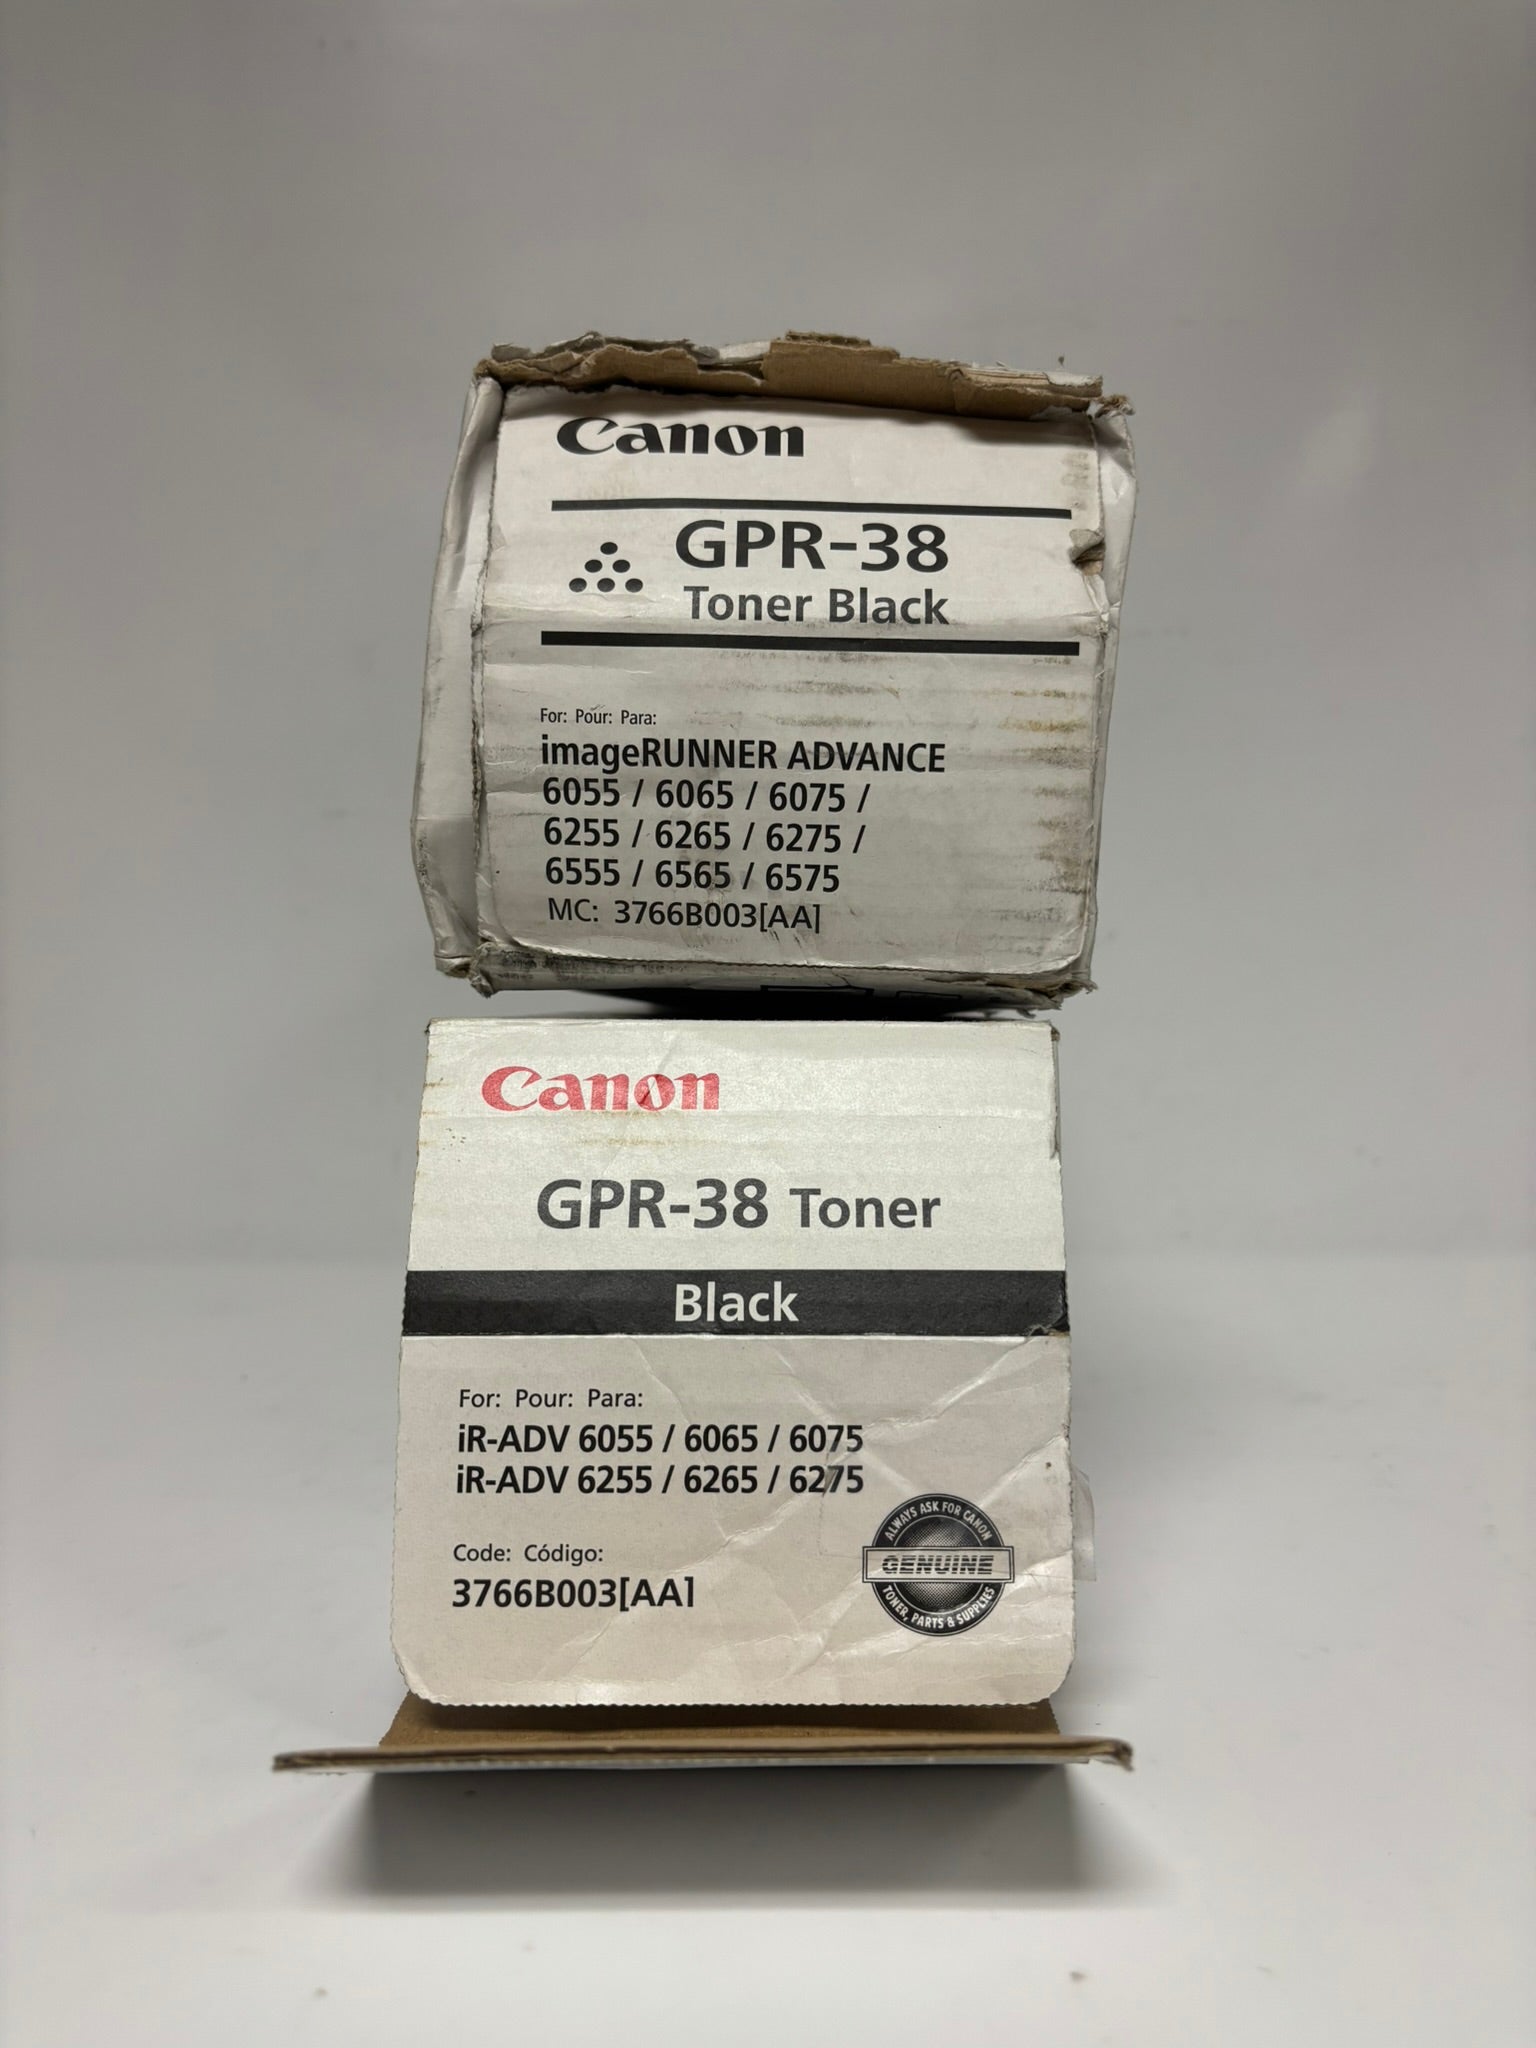 Canon
GPR-38
Toner Black
For: Pour: Para:
imageRUNNER ADVANCE
6055 / 6065 / 6075 /
6255 / 6265 / 6275 /
6555 / 6565 / 6575
MC: 3766B003[AA]
Canon
GPR-38 Toner
Black
For: Pour: Para:
iR-ADV 6055 / 6065 / 6075
iR-ADV 6255 / 6265 / 6275
Code: Código:
3766B003[AA]
ALWAYS ASK FOR CANON
GENUINE
TONER, PARTS & SUPPLIES